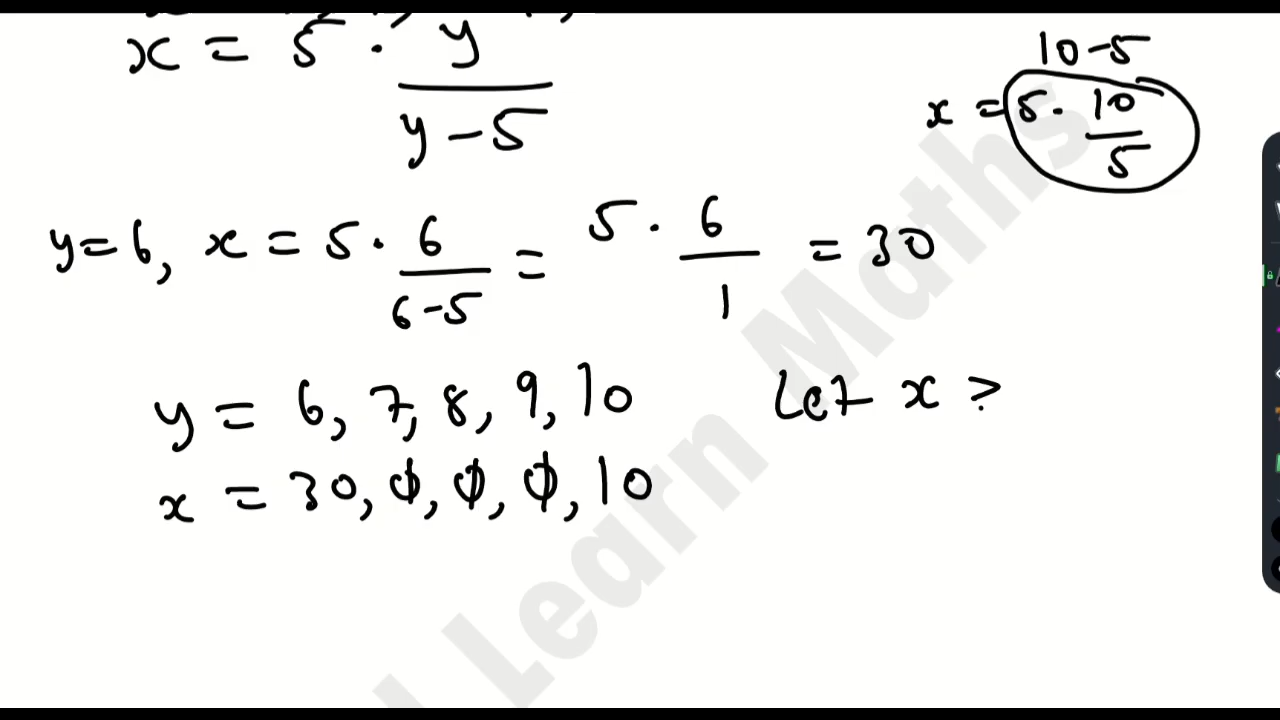 x = 5 · y/(y-5)
10-5
x = 5 · 10/5
y=6, x = 5 · 6/(6-5) = 5 · 6/1 = 30
y = 6, 7, 8, 9, 10
Let x >
x = 30, φ, φ, φ, 10
Learn Maths